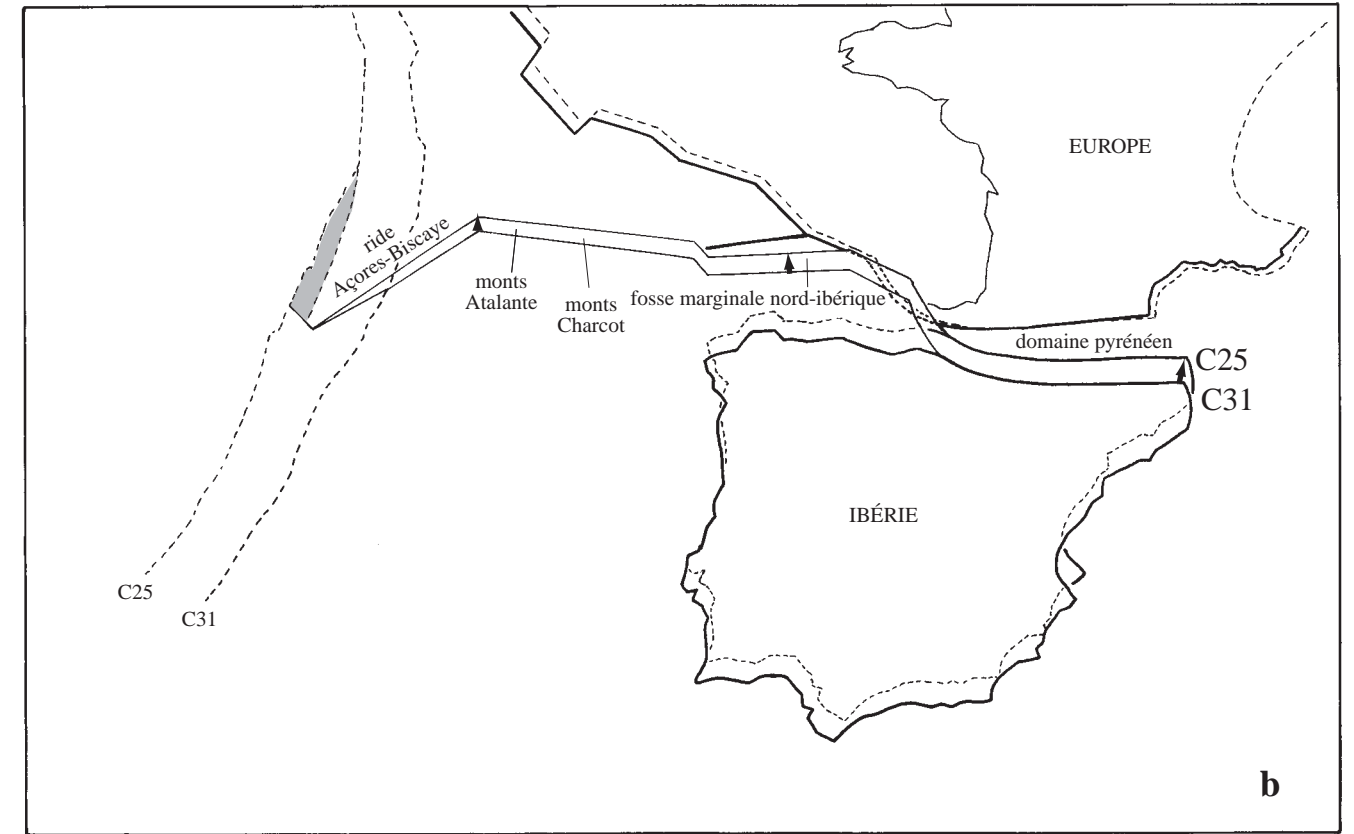 EUROPE
ride
Açores-Biscaye
monts
Atalante
monts
Charcot
fosse marginale nord-ibérique
domaine pyrénéen
C25
C31
IBÉRIE
C25
C31
b